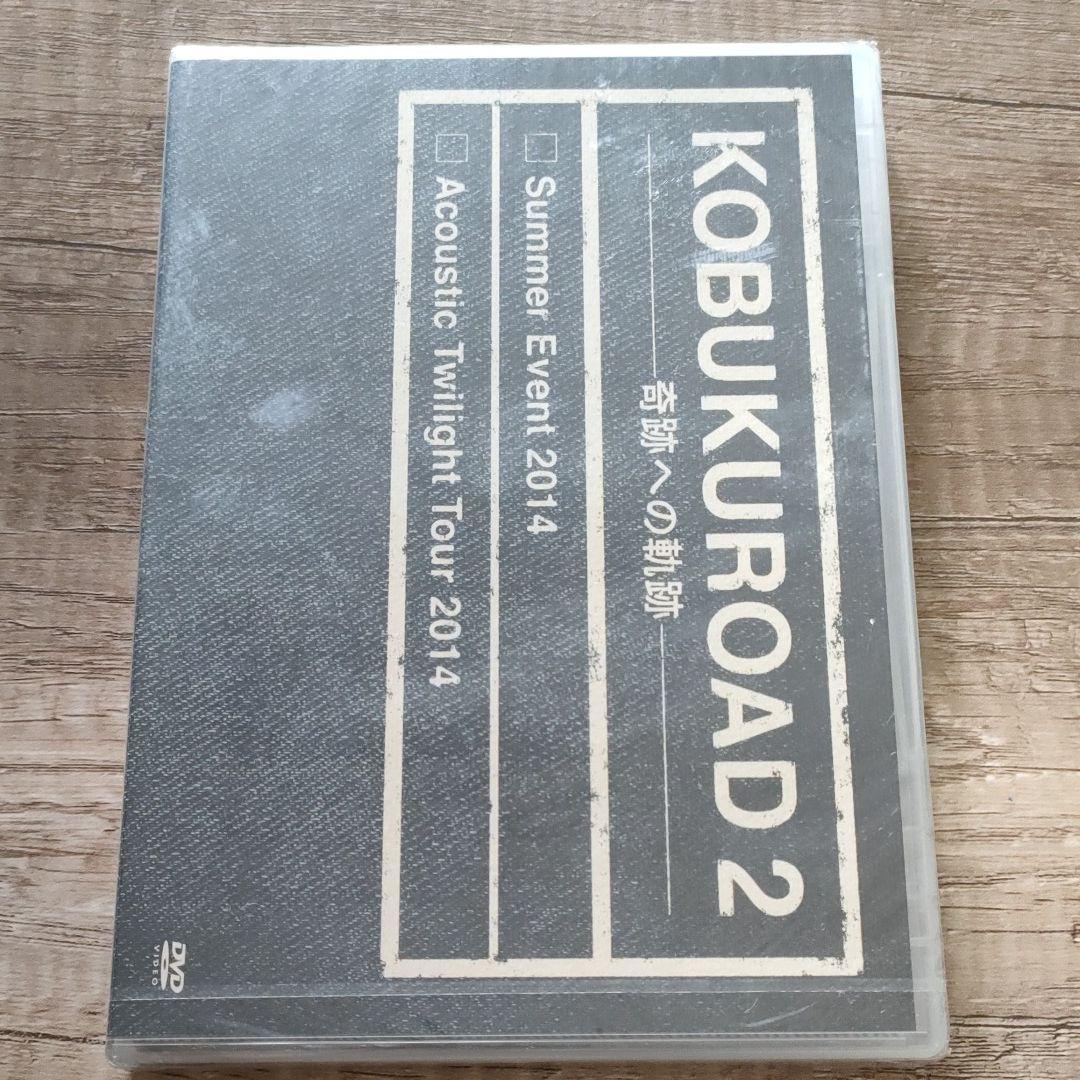 KOBUKUROAD 2
奇跡への軌跡
Summer Event 2014
Acoustic Twilight Tour 2014
DVD
VIDEO